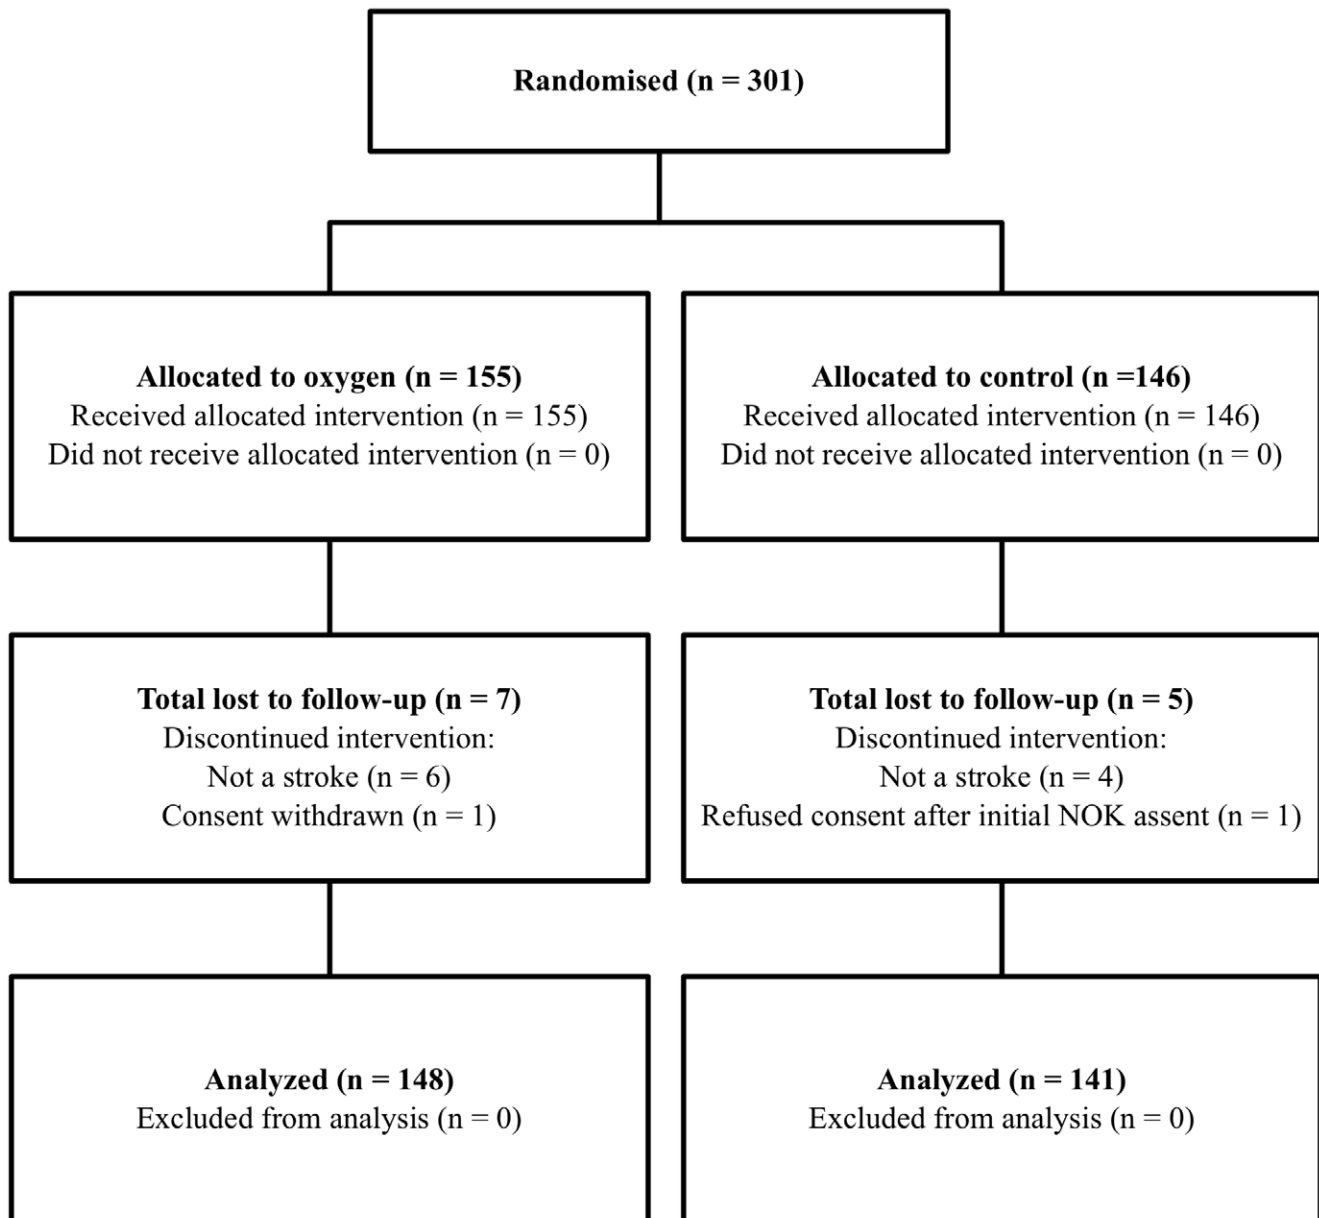 Randomised (n = 301)
Allocated to oxygen (n = 155)
Received allocated intervention (n = 155)
Did not receive allocated intervention (n = 0)
Allocated to control (n =146)
Received allocated intervention (n = 146)
Did not receive allocated intervention (n = 0)
Total lost to follow-up (n = 7)
Discontinued intervention:
Not a stroke (n = 6)
Consent withdrawn (n = 1)
Total lost to follow-up (n = 5)
Discontinued intervention:
Not a stroke (n = 4)
Refused consent after initial NOK assent (n = 1)
Analyzed (n = 148)
Excluded from analysis (n = 0)
Analyzed (n = 141)
Excluded from analysis (n = 0)